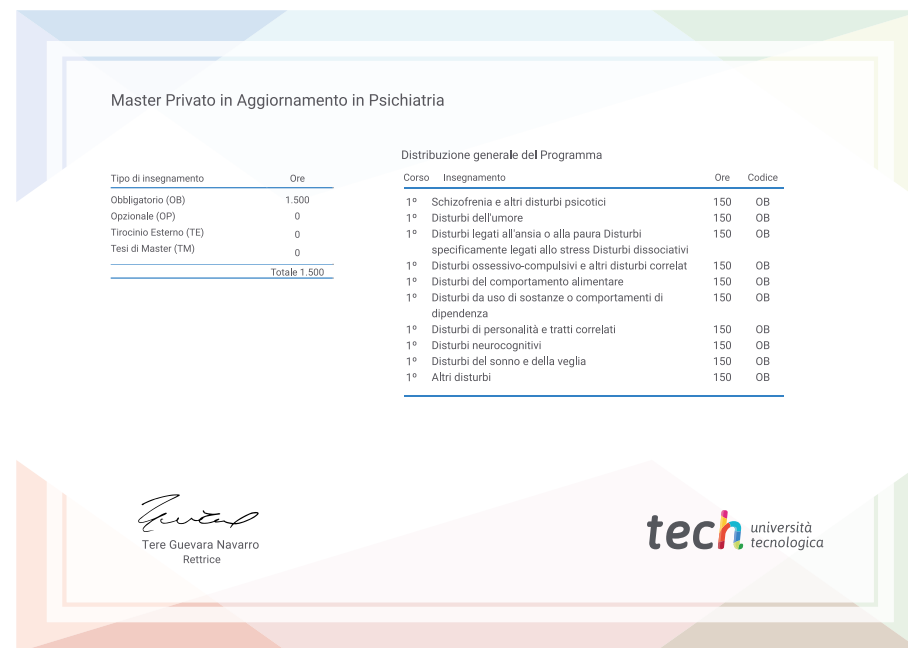 Master Privato in Aggiornamento in Psichiatria
Tipo di insegnamento Ore
Obbligatorio (OB) 1.500
Opzionale (OP) 0
Tirocinio Esterno (TE) 0
Tesi di Master (TM) 0
Totale 1.500
Distribuzione generale del Programma
Corso Insegnamento Ore Codice
1º Schizofrenia e altri disturbi psicotici 150 OB
1º Disturbi dell'umore 150 OB
1º Disturbi legati all'ansia o alla paura Disturbi 150 OB
specificamente legati allo stress Disturbi dissociativi
1º Disturbi ossessivo-compulsivi e altri disturbi correlat 150 OB
1º Disturbi del comportamento alimentare 150 OB
1º Disturbi da uso di sostanze o comportamenti di 150 OB
dipendenza
1º Disturbi di personalità e tratti correlati 150 OB
1º Disturbi neurocognitivi 150 OB
1º Disturbi del sonno e della veglia 150 OB
1º Altri disturbi 150 OB
Tere Guevara Navarro
Rettrice
tech università
tecnologica